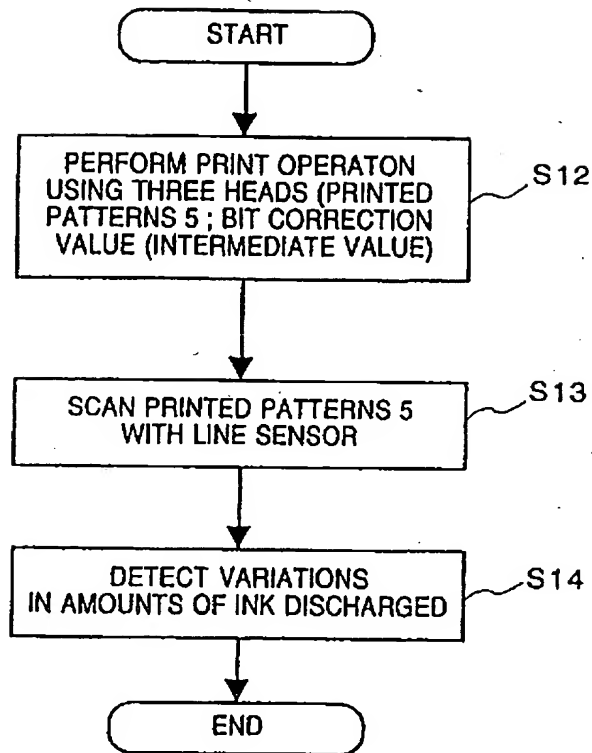 START
PERFORM PRINT OPERATON
USING THREE HEADS (PRINTED
PATTERNS 5 ; BIT CORRECTION
VALUE (INTERMEDIATE VALUE)
S12
SCAN PRINTED PATTERNS 5
WITH LINE SENSOR
S13
DETECT VARIATIONS
IN AMOUNTS OF INK DISCHARGED
S14
END